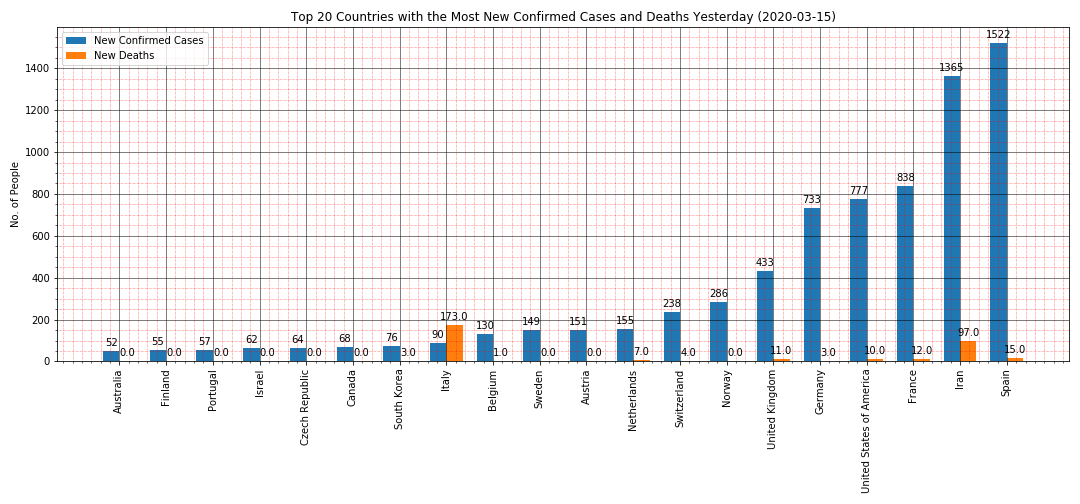 Top 20 Countries with the Most New Confirmed Cases and Deaths Yesterday (2020-03-15)
New Confirmed Cases
New Deaths
No. of People
1400
1200
1000
800
600
400
200
0
52 0.0
55 0.0
57 0.0
62 0.0
64 0.0
68 0.0
76 3.0
90 173.0
130 1.0
149 0.0
151 0.0
155 7.0
238 4.0
286 0.0
433 11.0
733 3.0
777 10.0
838 12.0
1365 97.0
1522 15.0
Australia
Finland
Portugal
Israel
Czech Republic
Canada
South Korea
Italy
Belgium
Sweden
Austria
Netherlands
Switzerland
Norway
United Kingdom
Germany
United States of America
France
Iran
Spain